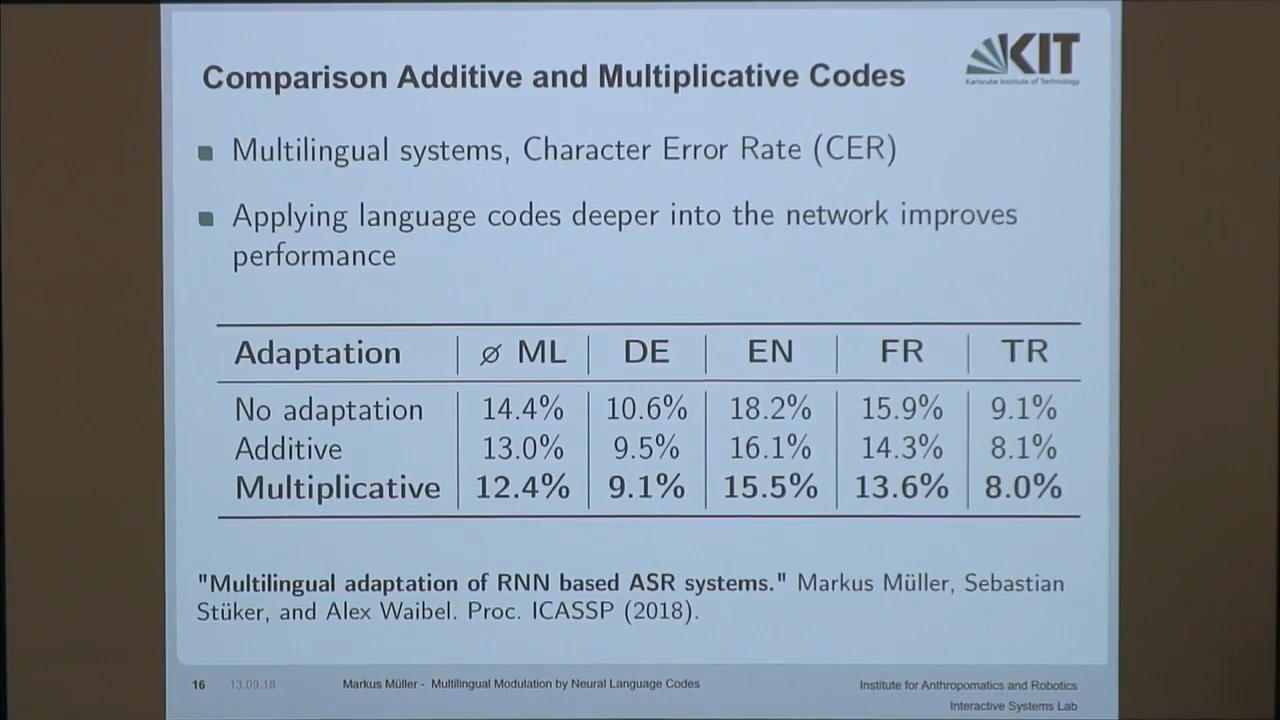 KIT
Karlsruhe Institute of Technology
Comparison Additive and Multiplicative Codes
Multilingual systems, Character Error Rate (CER)
Applying language codes deeper into the network improves
performance
Adaptation ⌀ ML DE EN FR TR
No adaptation 14.4% 10.6% 18.2% 15.9% 9.1%
Additive 13.0% 9.5% 16.1% 14.3% 8.1%
Multiplicative 12.4% 9.1% 15.5% 13.6% 8.0%
"Multilingual adaptation of RNN based ASR systems." Markus Müller, Sebastian
Stüker, and Alex Waibel. Proc. ICASSP (2018).
16 13.09.18 Markus Müller - Multilingual Modulation by Neural Language Codes Institute for Anthropomatics and Robotics
Interactive Systems Lab